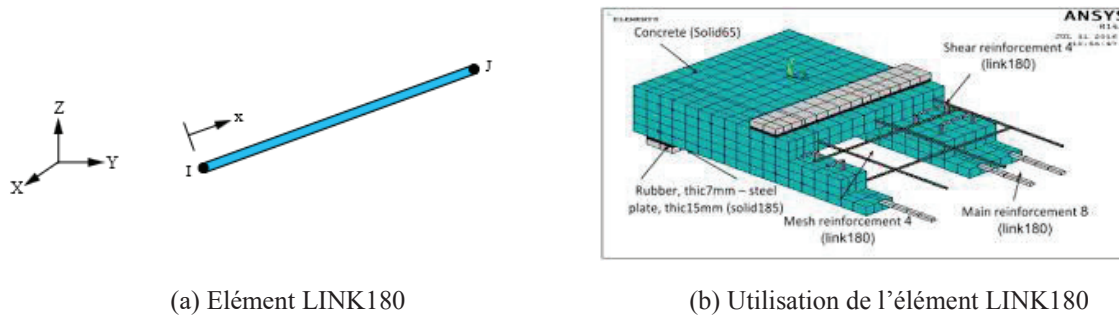 Z
Y
X
x
I
J
(a) Elément LINK180
ELEMENTS
ANSYS
Concrete (Solid65)
Shear reinforcement 4
(link180)
Rubber, thic7mm – steel
plate, thic15mm (solid185)
Mesh reinforcement 4
(link180)
Main reinforcement 8
(link180)
(b) Utilisation de l'élément LINK180